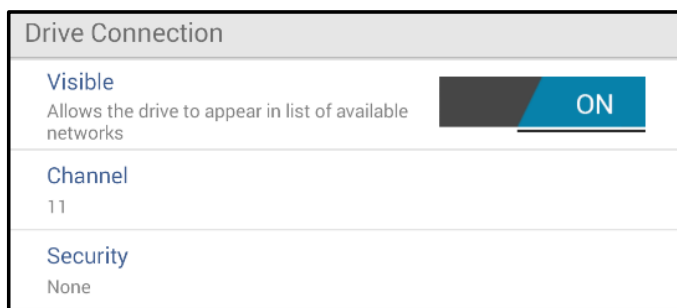 Drive Connection
Visible
Allows the drive to appear in list of available
networks
ON
Channel
11
Security
None